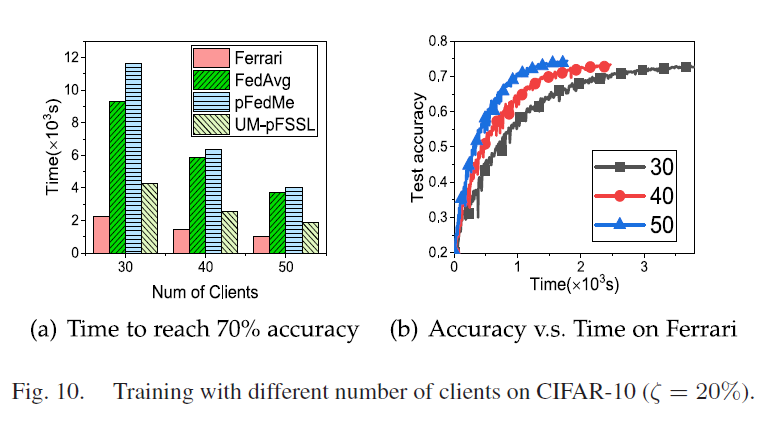 12
10
8
6
4
2
0
Time(×10³s)
Ferrari
FedAvg
pFedMe
UM-pFSSL
30 40 50
Num of Clients
(a) Time to reach 70% accuracy
0.8
0.7
0.6
0.5
0.4
0.3
0.2
Test accuracy
30
40
50
0 1 2 3
Time(×10³s)
(b) Accuracy v.s. Time on Ferrari
Fig. 10. Training with different number of clients on CIFAR-10 (ζ = 20%).